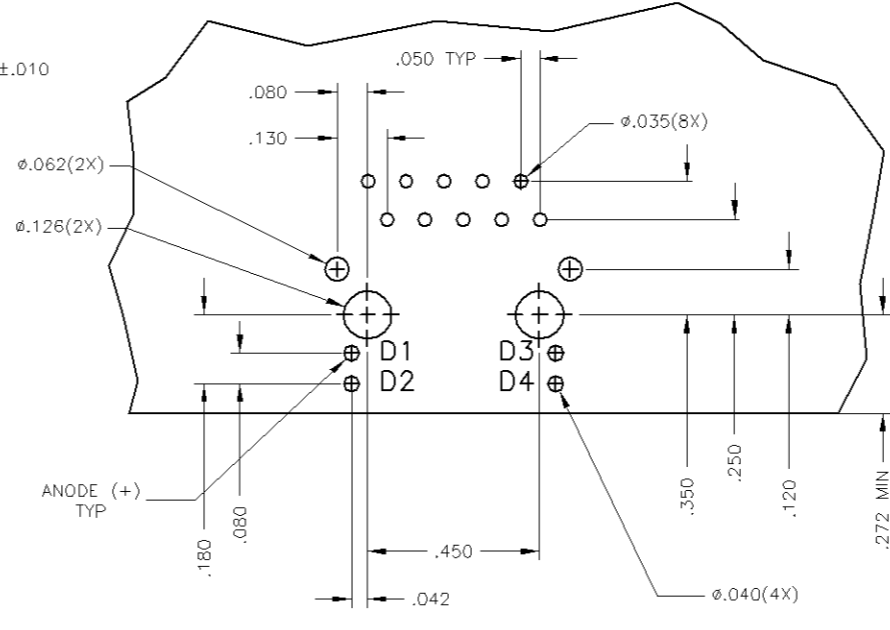 .050 TYP
±.010
.080
ø.035(8X)
.130
ø.062(2X)
ø.126(2X)
D1
D3
D2
D4
ANODE (+)
TYP
.180
.080
.350
.250
.120
.272 MIN
.450
.042
ø.040(4X)